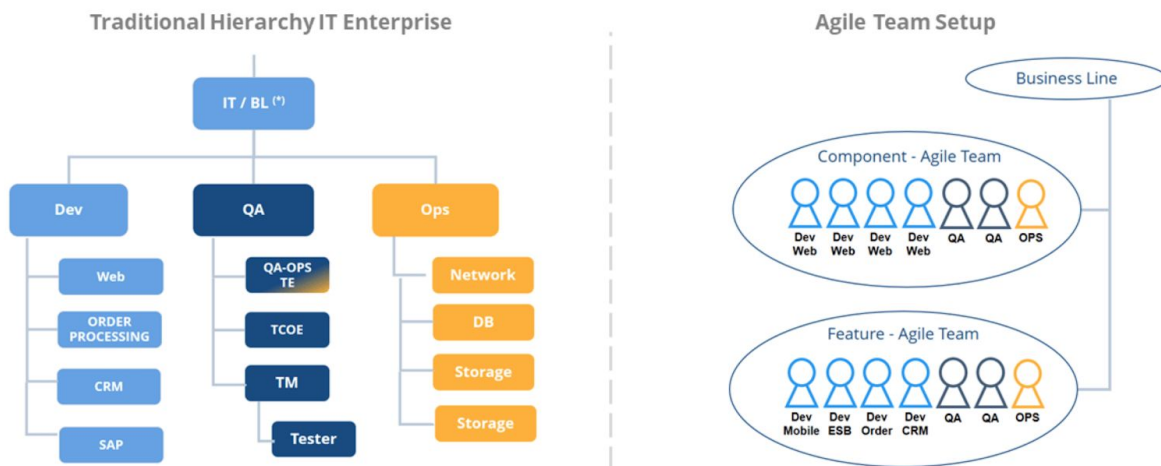 Traditional Hierarchy IT Enterprise
IT / BL (*)
Dev
QA
Ops
Web
ORDER
PROCESSING
CRM
SAP
QA-OPS
TE
TCOE
TM
Tester
Network
DB
Storage
Storage
Agile Team Setup
Business Line
Component - Agile Team
Dev Dev Dev Dev QA QA OPS
Web Web Web Web
Feature - Agile Team
Dev Dev Dev Dev QA QA OPS
Mobile ESB Order CRM